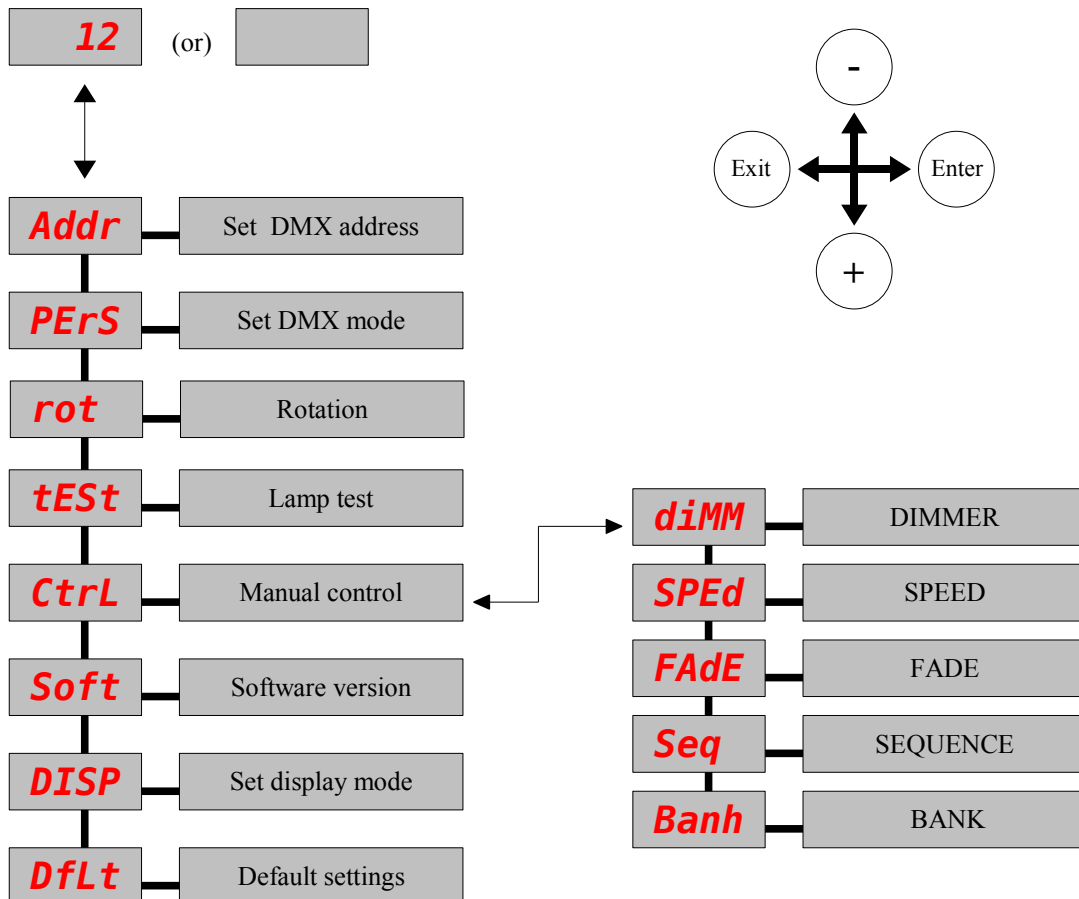 12 (or)
-
Exit Enter
+
Addr Set DMX address
PErS Set DMX mode
rot Rotation
tESt Lamp test
CtrL Manual control
Soft Software version
DISP Set display mode
DfLt Default settings
diMM DIMMER
SPEd SPEED
FAdE FADE
Seq SEQUENCE
Banh BANK